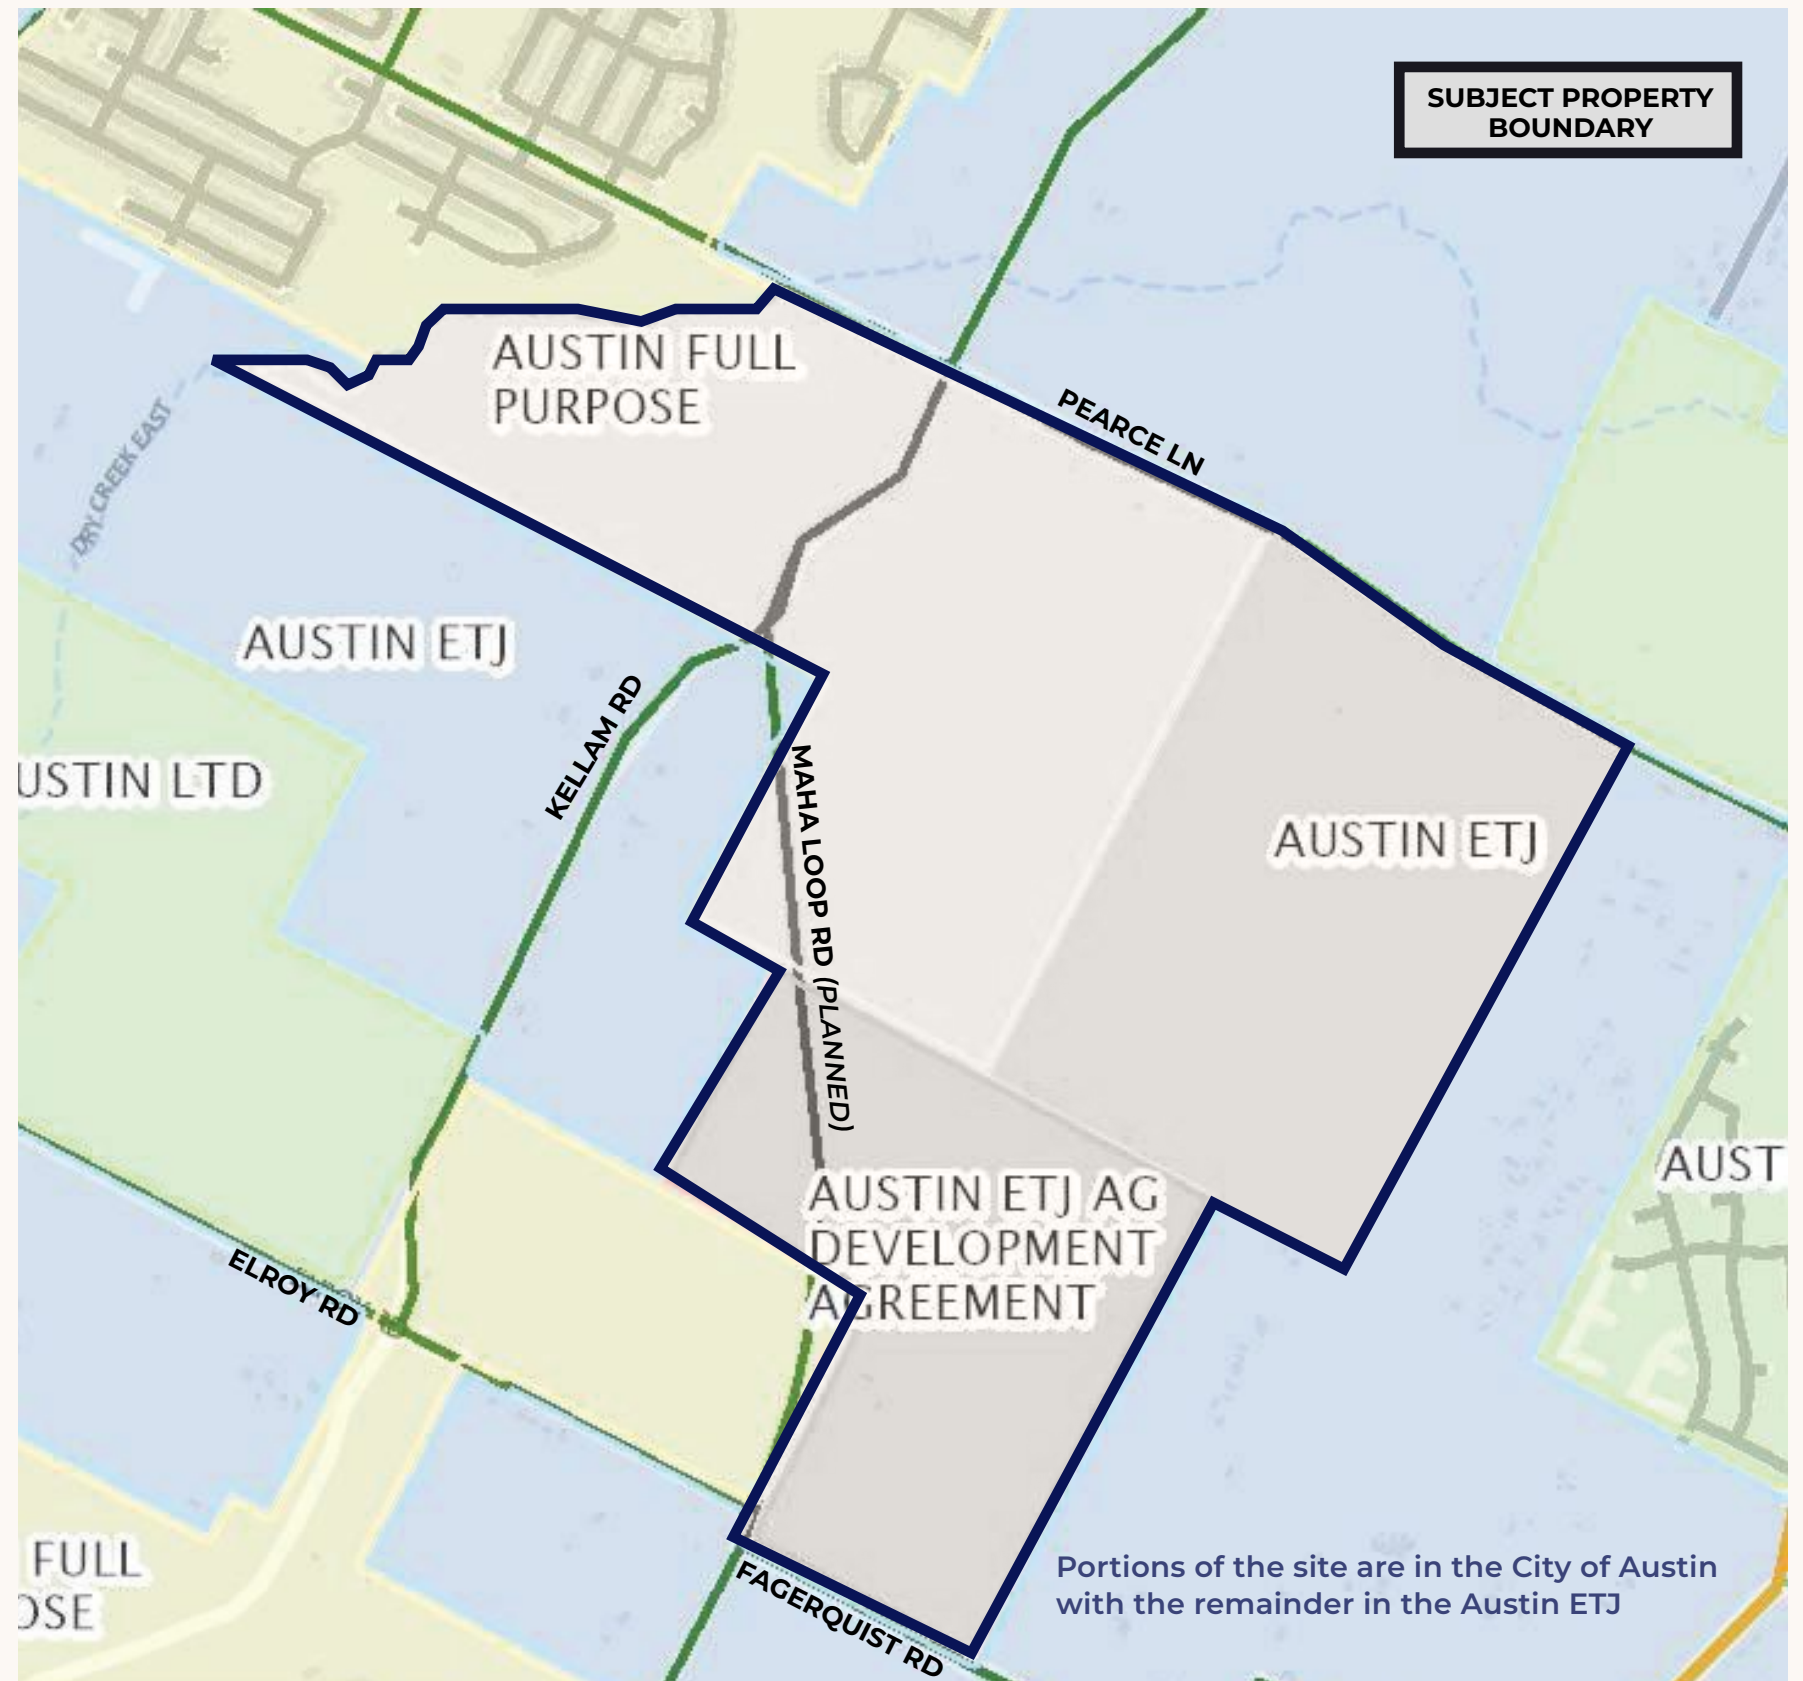 SUBJECT PROPERTY
BOUNDARY
AUSTIN FULL
PURPOSE
PEARCE LN
DRY CREEK EAST
AUSTIN ETJ
KELLAM RD
USTIN LTD
MAHA LOOP RD (PLANNED)
AUSTIN ETJ
AUST
AUSTIN ETJ AG
DEVELOPMENT
AGREEMENT
ELROY RD
FULL
OSE
Portions of the site are in the City of Austin
with the remainder in the Austin ETJ
FAGERQUIST RD